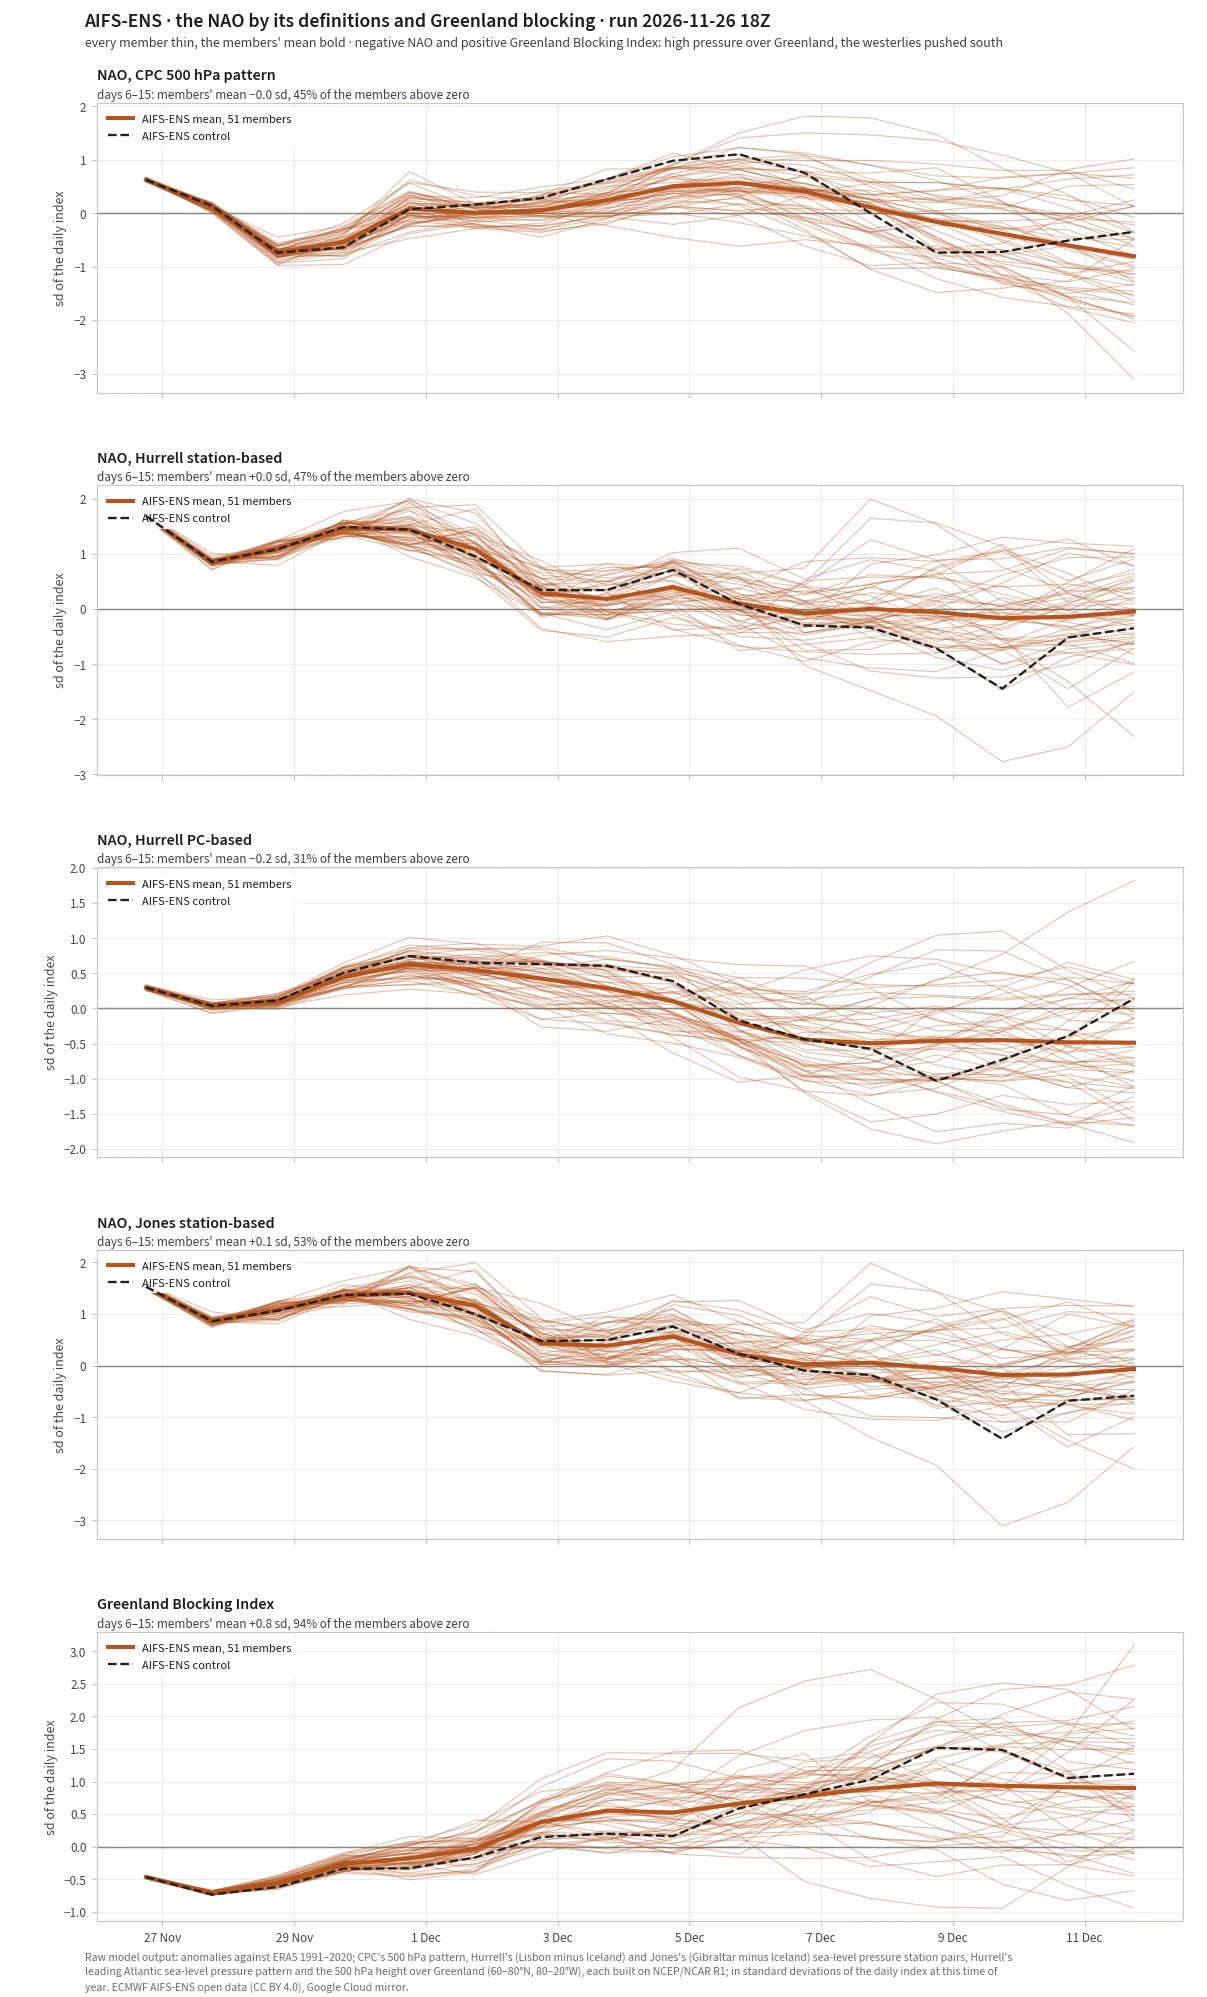 AIFS-ENS · the NAO by its definitions and Greenland blocking · run 2026-11-26 18Z
every member thin, the members' mean bold · negative NAO and positive Greenland Blocking Index: high pressure over Greenland, the westerlies pushed south
NAO, CPC 500 hPa pattern
days 6–15: members' mean −0.0 sd, 45% of the members above zero
AIFS-ENS mean, 51 members
AIFS-ENS control
sd of the daily index
2
1
0
−1
−2
−3
NAO, Hurrell station-based
days 6–15: members' mean +0.0 sd, 47% of the members above zero
AIFS-ENS mean, 51 members
AIFS-ENS control
sd of the daily index
2
1
0
−1
−2
−3
NAO, Hurrell PC-based
days 6–15: members' mean −0.2 sd, 31% of the members above zero
AIFS-ENS mean, 51 members
AIFS-ENS control
sd of the daily index
2.0
1.5
1.0
0.5
0.0
−0.5
−1.0
−1.5
−2.0
NAO, Jones station-based
days 6–15: members' mean +0.1 sd, 53% of the members above zero
AIFS-ENS mean, 51 members
AIFS-ENS control
sd of the daily index
2
1
0
−1
−2
−3
Greenland Blocking Index
days 6–15: members' mean +0.8 sd, 94% of the members above zero
AIFS-ENS mean, 51 members
AIFS-ENS control
sd of the daily index
3.0
2.5
2.0
1.5
1.0
0.5
0.0
−0.5
−1.0
27 Nov 29 Nov 1 Dec 3 Dec 5 Dec 7 Dec 9 Dec 11 Dec
Raw model output: anomalies against ERA5 1991–2020; CPC's 500 hPa pattern, Hurrell's (Lisbon minus Iceland) and Jones's (Gibraltar minus Iceland) sea-level pressure station pairs, Hurrell's
leading Atlantic sea-level pressure pattern and the 500 hPa height over Greenland (60–80°N, 80–20°W), each built on NCEP/NCAR R1; in standard deviations of the daily index at this time of
year. ECMWF AIFS-ENS open data (CC BY 4.0), Google Cloud mirror.